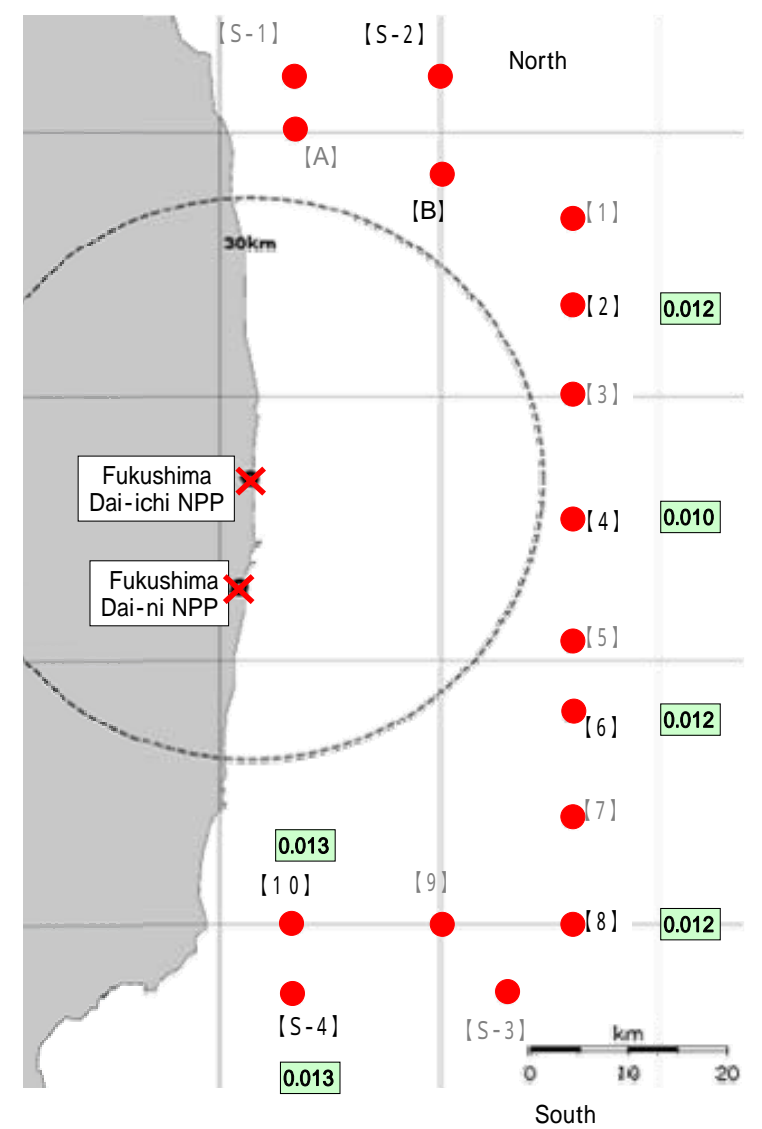 【S-1】
【S-2】
North
【A】
【B】
【1】
30km
【2】
0.012
【3】
Fukushima
Dai-ichi NPP
【4】
0.010
Fukushima
Dai-ni NPP
【5】
【6】
0.012
【7】
0.013
【10】
【9】
【8】
0.012
【S-4】
【S-3】
km
0 10 20
0.013
South